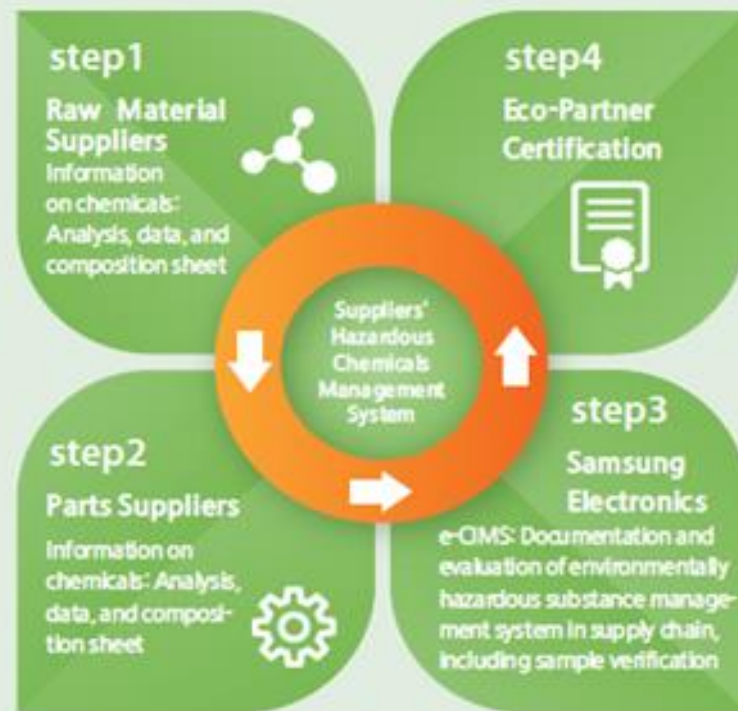 step1
Raw Material
Suppliers
Information
on chemicals:
Analysis, data, and
composition sheet
step4
Eco-Partner
Certification
Suppliers'
Hazardous
Chemicals
Management
System
step2
Parts Suppliers
Information on
chemicals: Analysis,
data, and composi-
tion sheet
step3
Samsung
Electronics
e-CIMS: Documentation and
evaluation of environmentally
hazardous substance manage-
ment system in supply chain,
including sample verification